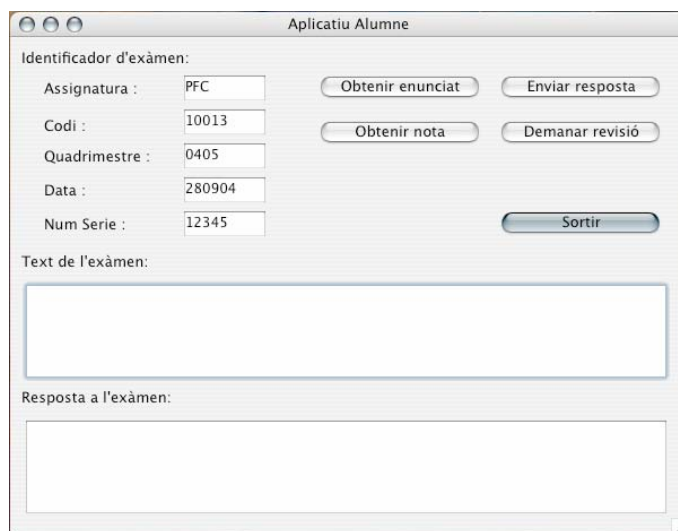 Aplicatiu Alumne
Identificador d'exàmen:
Assignatura : PFC Obtenir enunciat Enviar resposta
Codi : 10013 Obtenir nota Demanar revisió
Quadrimestre : 0405
Data : 280904
Num Serie : 12345 Sortir
Text de l'exàmen:
Resposta a l'exàmen: